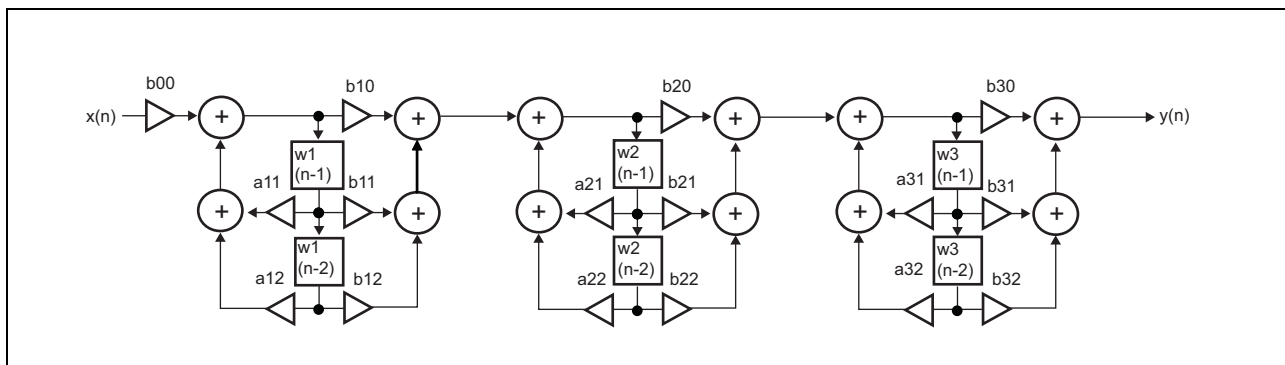 b00 b10 b20 b30
x(n) + + + + + + y(n)
w1 w2 w3
(n-1) (n-1) (n-1)
a11 b11 a21 b21 a31 b31
+ + + + + +
w1 w2 w3
(n-2) (n-2) (n-2)
a12 b12 a22 b22 a32 b32